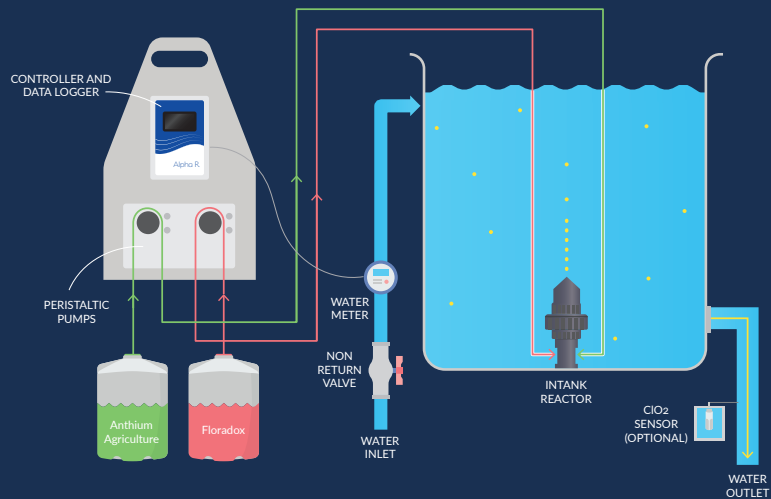 CONTROLLER AND
DATA LOGGER
Alpha R
PERISTALTIC
PUMPS
Anthium
Agriculture
Floradox
WATER
METER
NON
RETURN
VALVE
WATER
INLET
INTANK
REACTOR
ClO2
SENSOR
(OPTIONAL)
WATER
OUTLET